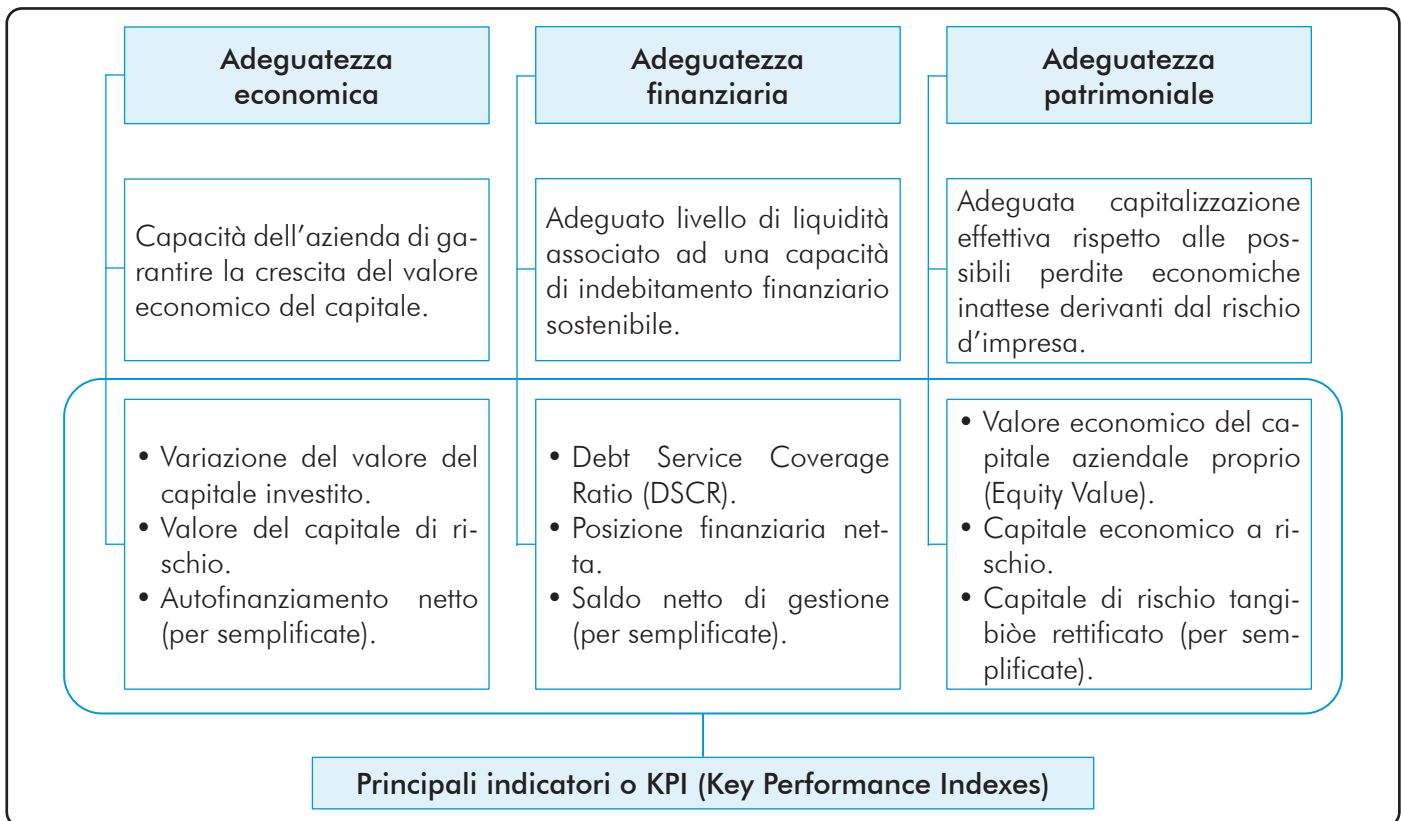 Adeguatezza
economica
Capacità dell'azienda di ga-
rantire la crescita del valore
economico del capitale.
• Variazione del valore del
capitale investito.
• Valore del capitale di ri-
schio.
• Autofinanziamento netto
(per semplificate).
Adeguatezza
finanziaria
Adeguato livello di liquidità
associato ad una capacità
di indebitamento finanziario
sostenibile.
• Debt Service Coverage
Ratio (DSCR).
• Posizione finanziaria net-
ta.
• Saldo netto di gestione
(per semplificate).
Adeguatezza
patrimoniale
Adeguata capitalizzazione
effettiva rispetto alle pos-
sibili perdite economiche
inattese derivanti dal rischio
d'impresa.
• Valore economico del ca-
pitale aziendale proprio
(Equity Value).
• Capitale economico a ri-
schio.
• Capitale di rischio tangi-
biòe rettificato (per sem-
plificate).
Principali indicatori o KPI (Key Performance Indexes)